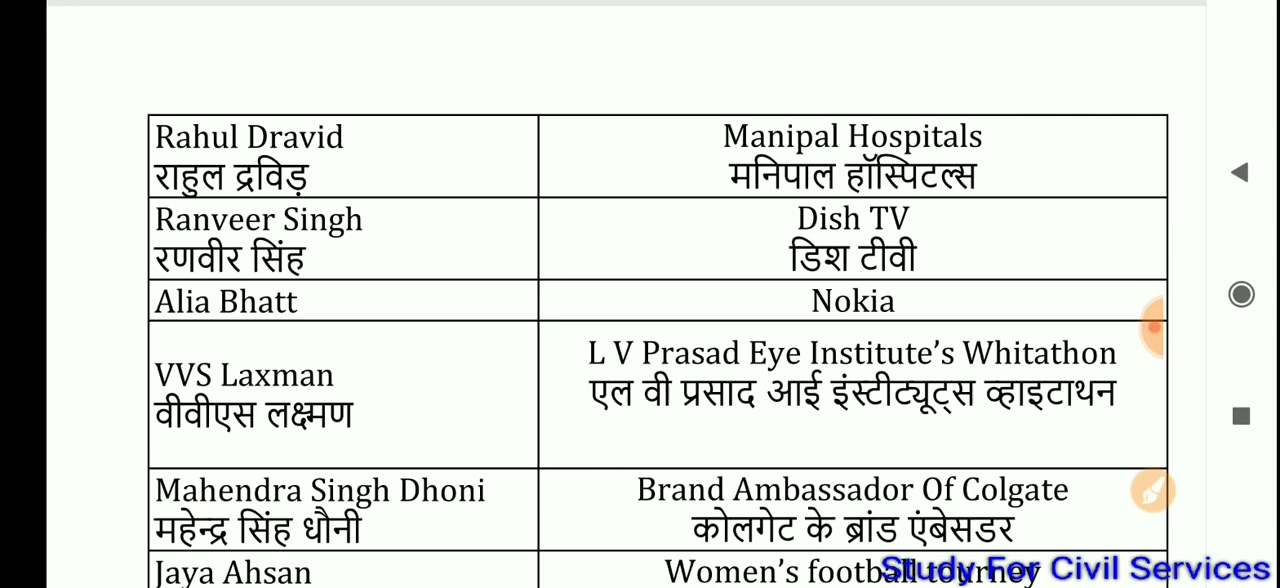 Rahul Dravid
राहुल द्रविड़
Manipal Hospitals
मनिपाल हॉस्पिटल्स
Ranveer Singh
रणवीर सिंह
Dish TV
डिश टीवी
Alia Bhatt
Nokia
VVS Laxman
वीवीएस लक्ष्मण
L V Prasad Eye Institute's Whitathon
एल वी प्रसाद आई इंस्टीट्यूट्स व्हाइटाथन
Mahendra Singh Dhoni
महेन्द्र सिंह धौनी
Brand Ambassador Of Colgate
कोलगेट के ब्रांड एंबेसडर
Jaya Ahsan
Women's football tourney
Study For Civil Services